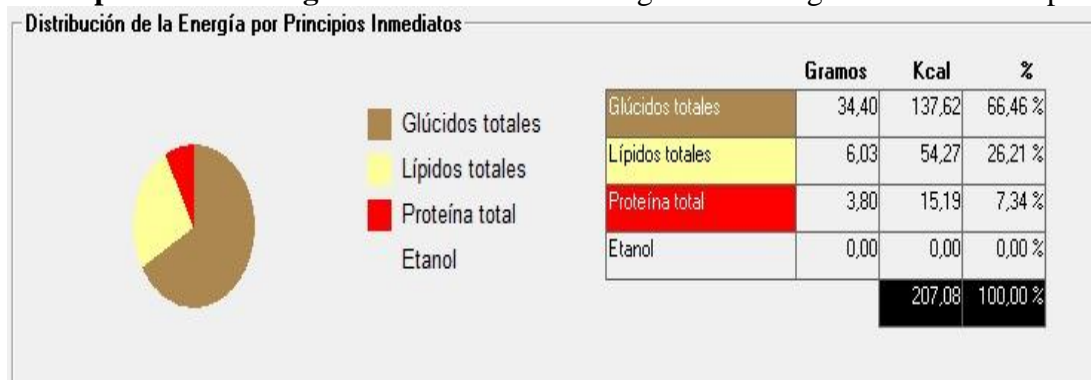 Distribución de la Energía por Principios Inmediatos
Gramos Kcal %
Glúcidos totales 34,40 137,62 66,46 %
Lípidos totales 6,03 54,27 26,21 %
Proteína total 3,80 15,19 7,34 %
Etanol 0,00 0,00 0,00 %
207,08 100,00 %
Glúcidos totales
Lípidos totales
Proteína total
Etanol